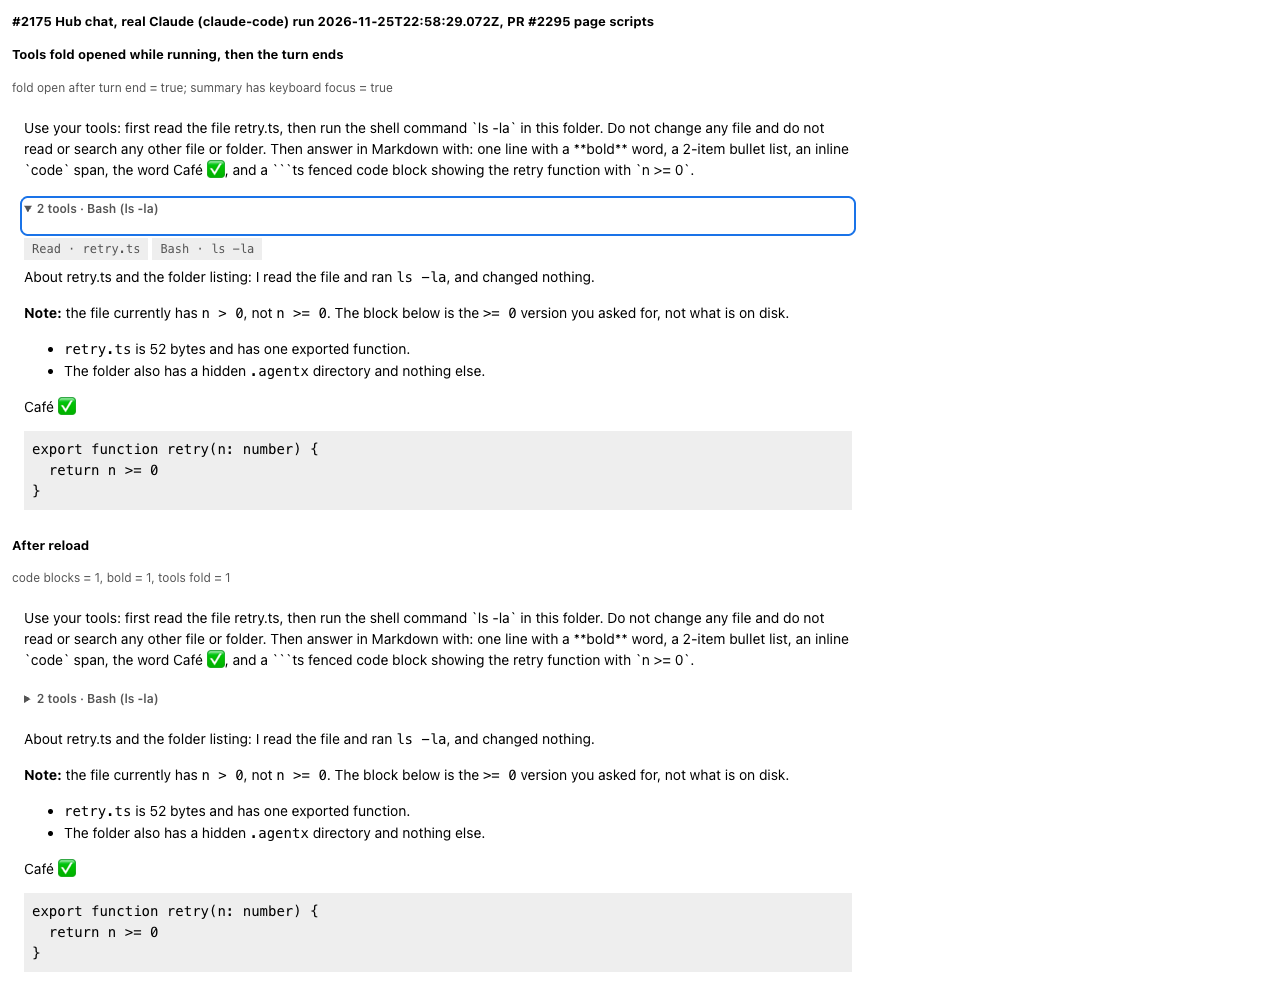 #2175 Hub chat, real Claude (claude-code) run 2026-11-25T22:58:29.072Z, PR #2295 page scripts
Tools fold opened while running, then the turn ends
fold open after turn end = true; summary has keyboard focus = true
Use your tools: first read the file retry.ts, then run the shell command `ls -la` in this folder. Do not change any file and do not
read or search any other file or folder. Then answer in Markdown with: one line with a **bold** word, a 2-item bullet list, an inline
`code` span, the word Café ✅, and a ```ts fenced code block showing the retry function with `n >= 0`.
▼ 2 tools · Bash (ls -la)
Read · retry.ts Bash · ls -la
About retry.ts and the folder listing: I read the file and ran ls -la, and changed nothing.
Note: the file currently has n > 0, not n >= 0. The block below is the >= 0 version you asked for, not what is on disk.
• retry.ts is 52 bytes and has one exported function.
• The folder also has a hidden .agentx directory and nothing else.
Café ✅
export function retry(n: number) {
  return n >= 0
}
After reload
code blocks = 1, bold = 1, tools fold = 1
Use your tools: first read the file retry.ts, then run the shell command `ls -la` in this folder. Do not change any file and do not
read or search any other file or folder. Then answer in Markdown with: one line with a **bold** word, a 2-item bullet list, an inline
`code` span, the word Café ✅, and a ```ts fenced code block showing the retry function with `n >= 0`.
▶ 2 tools · Bash (ls -la)
About retry.ts and the folder listing: I read the file and ran ls -la, and changed nothing.
Note: the file currently has n > 0, not n >= 0. The block below is the >= 0 version you asked for, not what is on disk.
• retry.ts is 52 bytes and has one exported function.
• The folder also has a hidden .agentx directory and nothing else.
Café ✅
export function retry(n: number) {
  return n >= 0
}